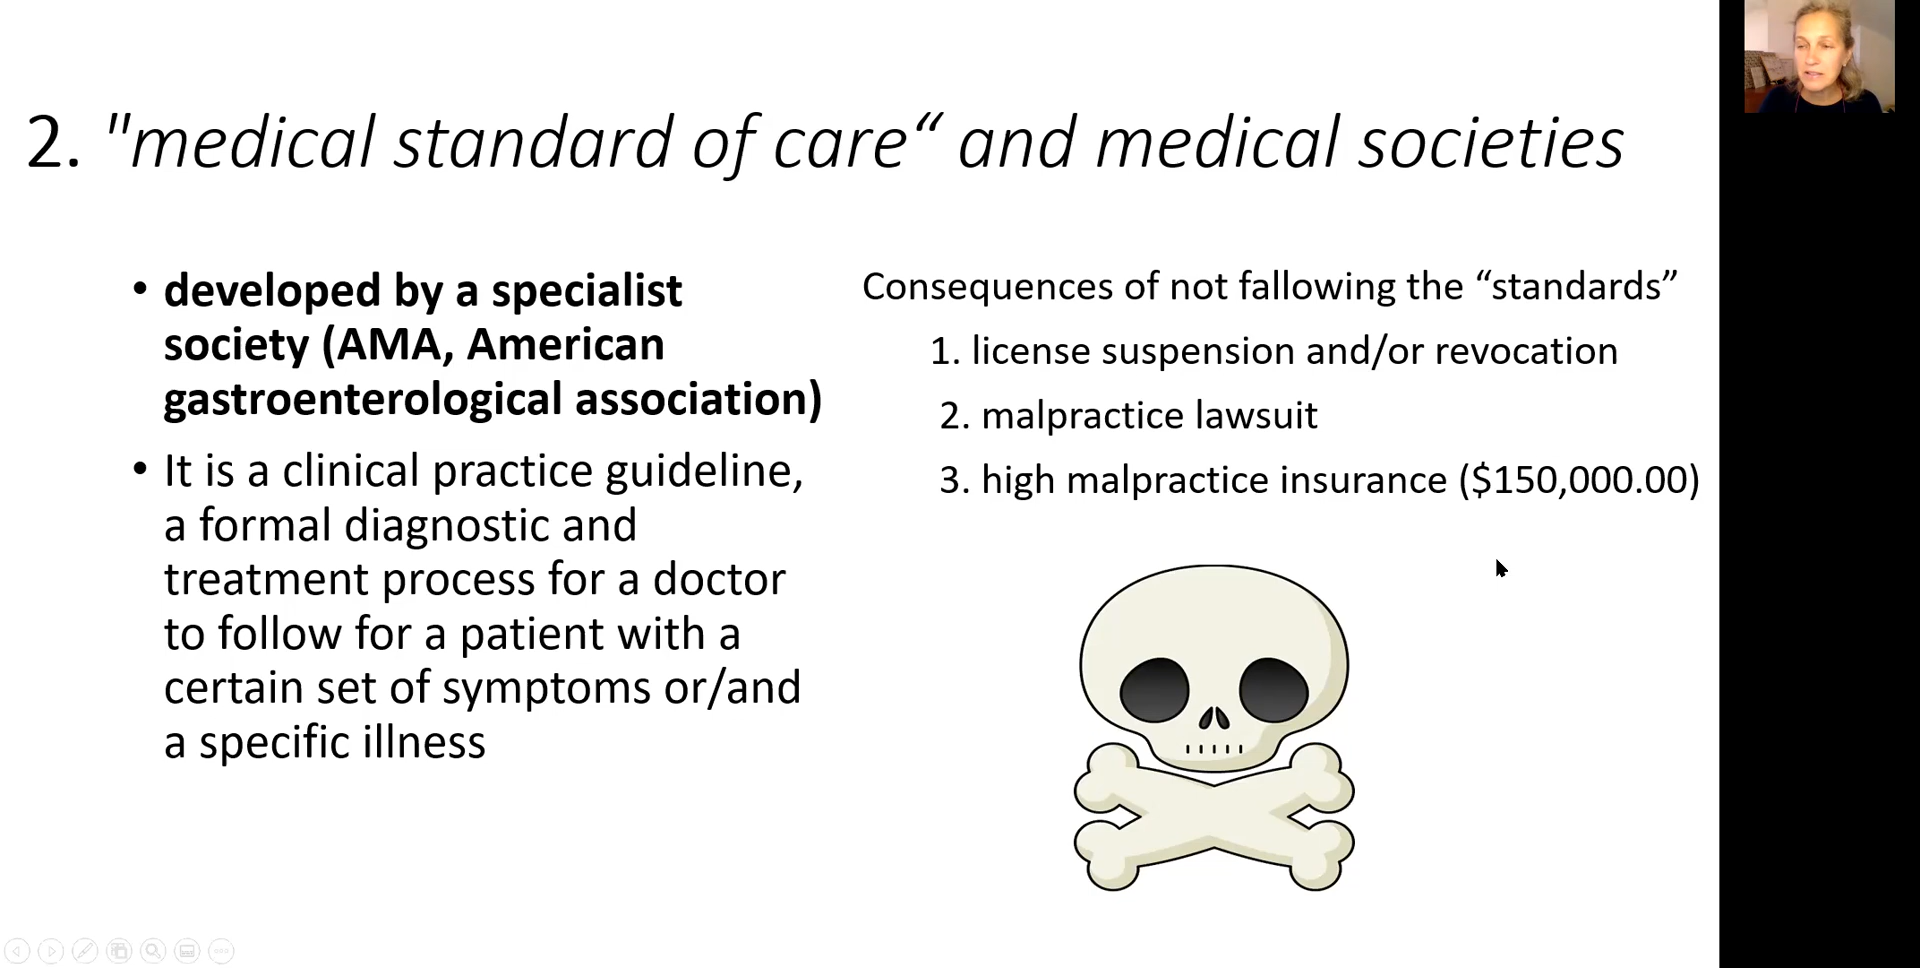 2. "medical standard of care“ and medical societies
• developed by a specialist
society (AMA, American
gastroenterological association)
• It is a clinical practice guideline,
a formal diagnostic and
treatment process for a doctor
to follow for a patient with a
certain set of symptoms or/and
a specific illness
Consequences of not fallowing the “standards”
1. license suspension and/or revocation
2. malpractice lawsuit
3. high malpractice insurance ($150,000.00)